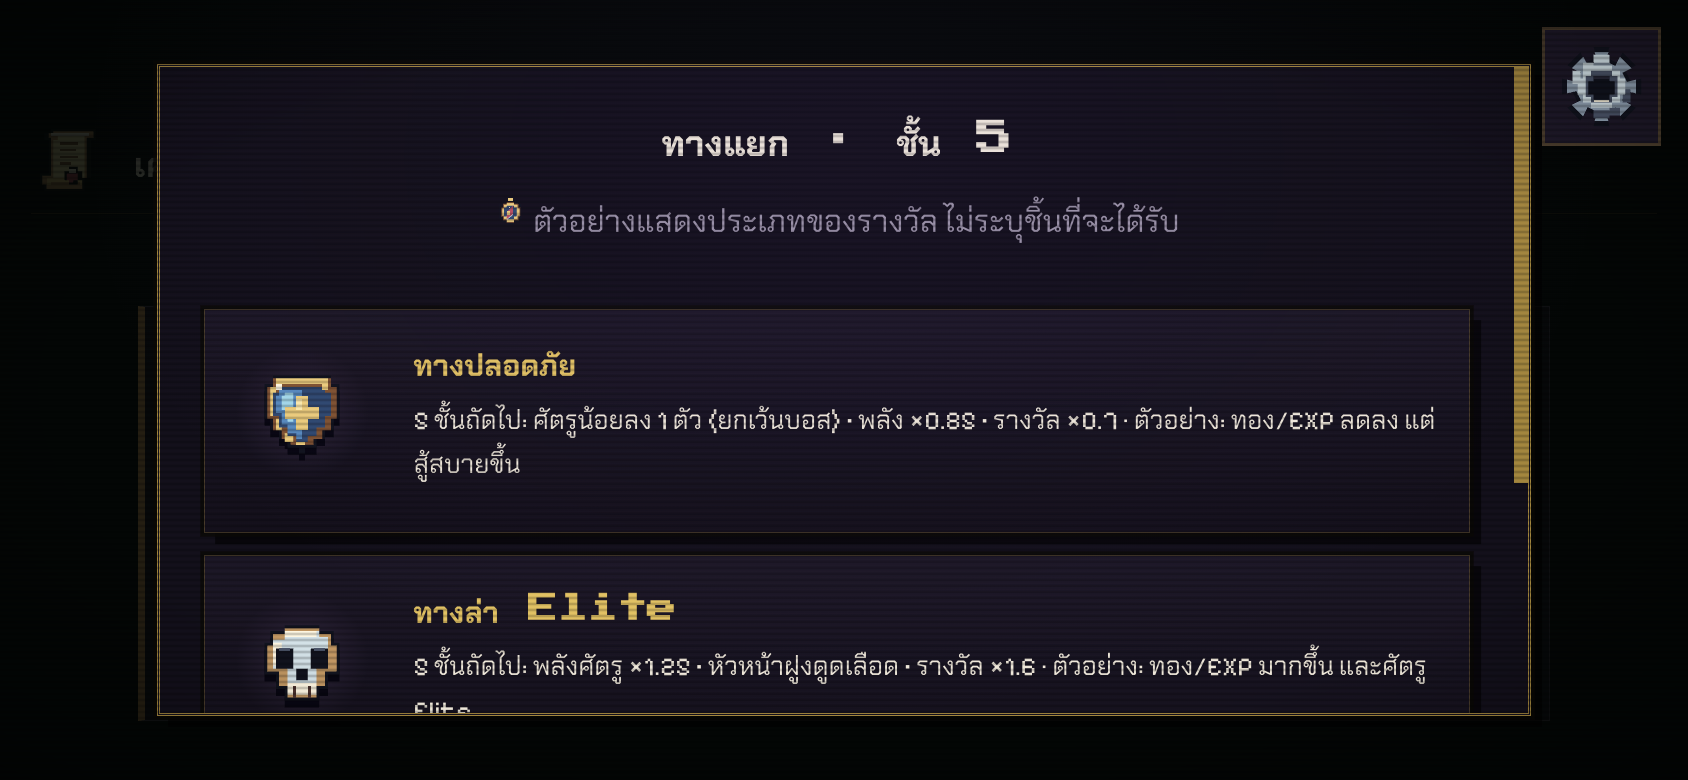 ทางแยก · ชั้น 5
ตัวอย่างแสดงประเภทของรางวัล ไม่ระบุชิ้นที่จะได้รับ
ทางปลอดภัย
5 ชั้นถัดไป: ศัตรูน้อยลง 1 ตัว (ยกเว้นบอส) · พลัง ×0.85 · รางวัล ×0.7 · ตัวอย่าง: ทอง/EXP ลดลง แต่
สู้สบายขึ้น
ทางล่า Elite
5 ชั้นถัดไป: พลังศัตรู ×1.25 · หัวหน้าฝูงดูดเลือด · รางวัล ×1.6 · ตัวอย่าง: ทอง/EXP มากขึ้น และศัตรู
Elite